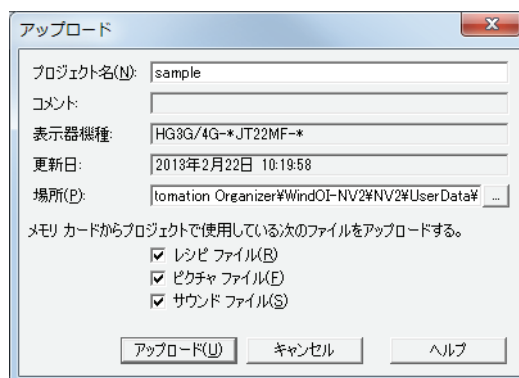 アップロード
プロジェクト名(N): sample
コメント:
表示器機種: HG3G/4G-*JT22MF-*
更新日: 2013年2月22日 10:19:58
場所(P): tomation Organizer¥WindOI-NV2¥NV2¥UserData¥ ...
メモリ カードからプロジェクトで使用している次のファイルをアップロードする。
レシピ ファイル(R)
ピクチャ ファイル(F)
サウンド ファイル(S)
アップロード(U) キャンセル ヘルプ